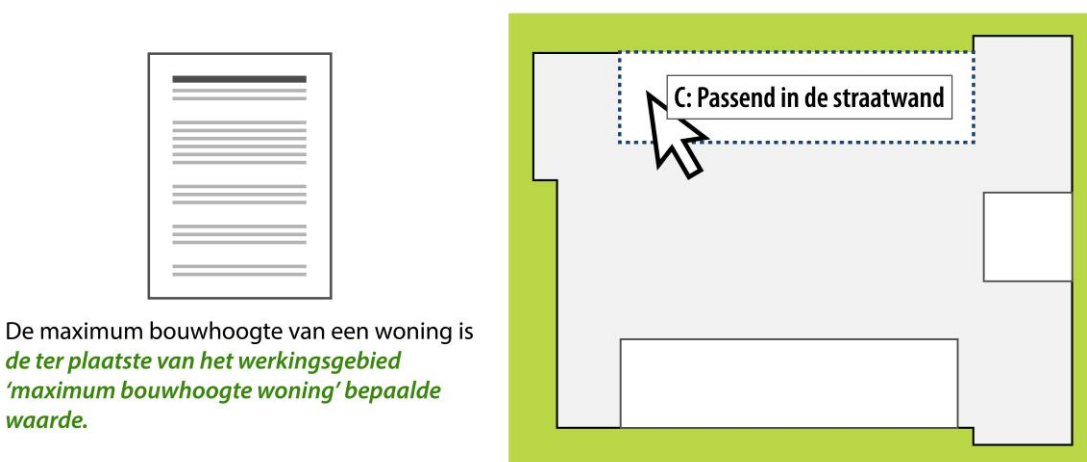 C: Passend in de straatwand
De maximum bouwhoogte van een woning is
de ter plaatste van het werkingsgebied
‘maximum bouwhoogte woning’ bepaalde
waarde.